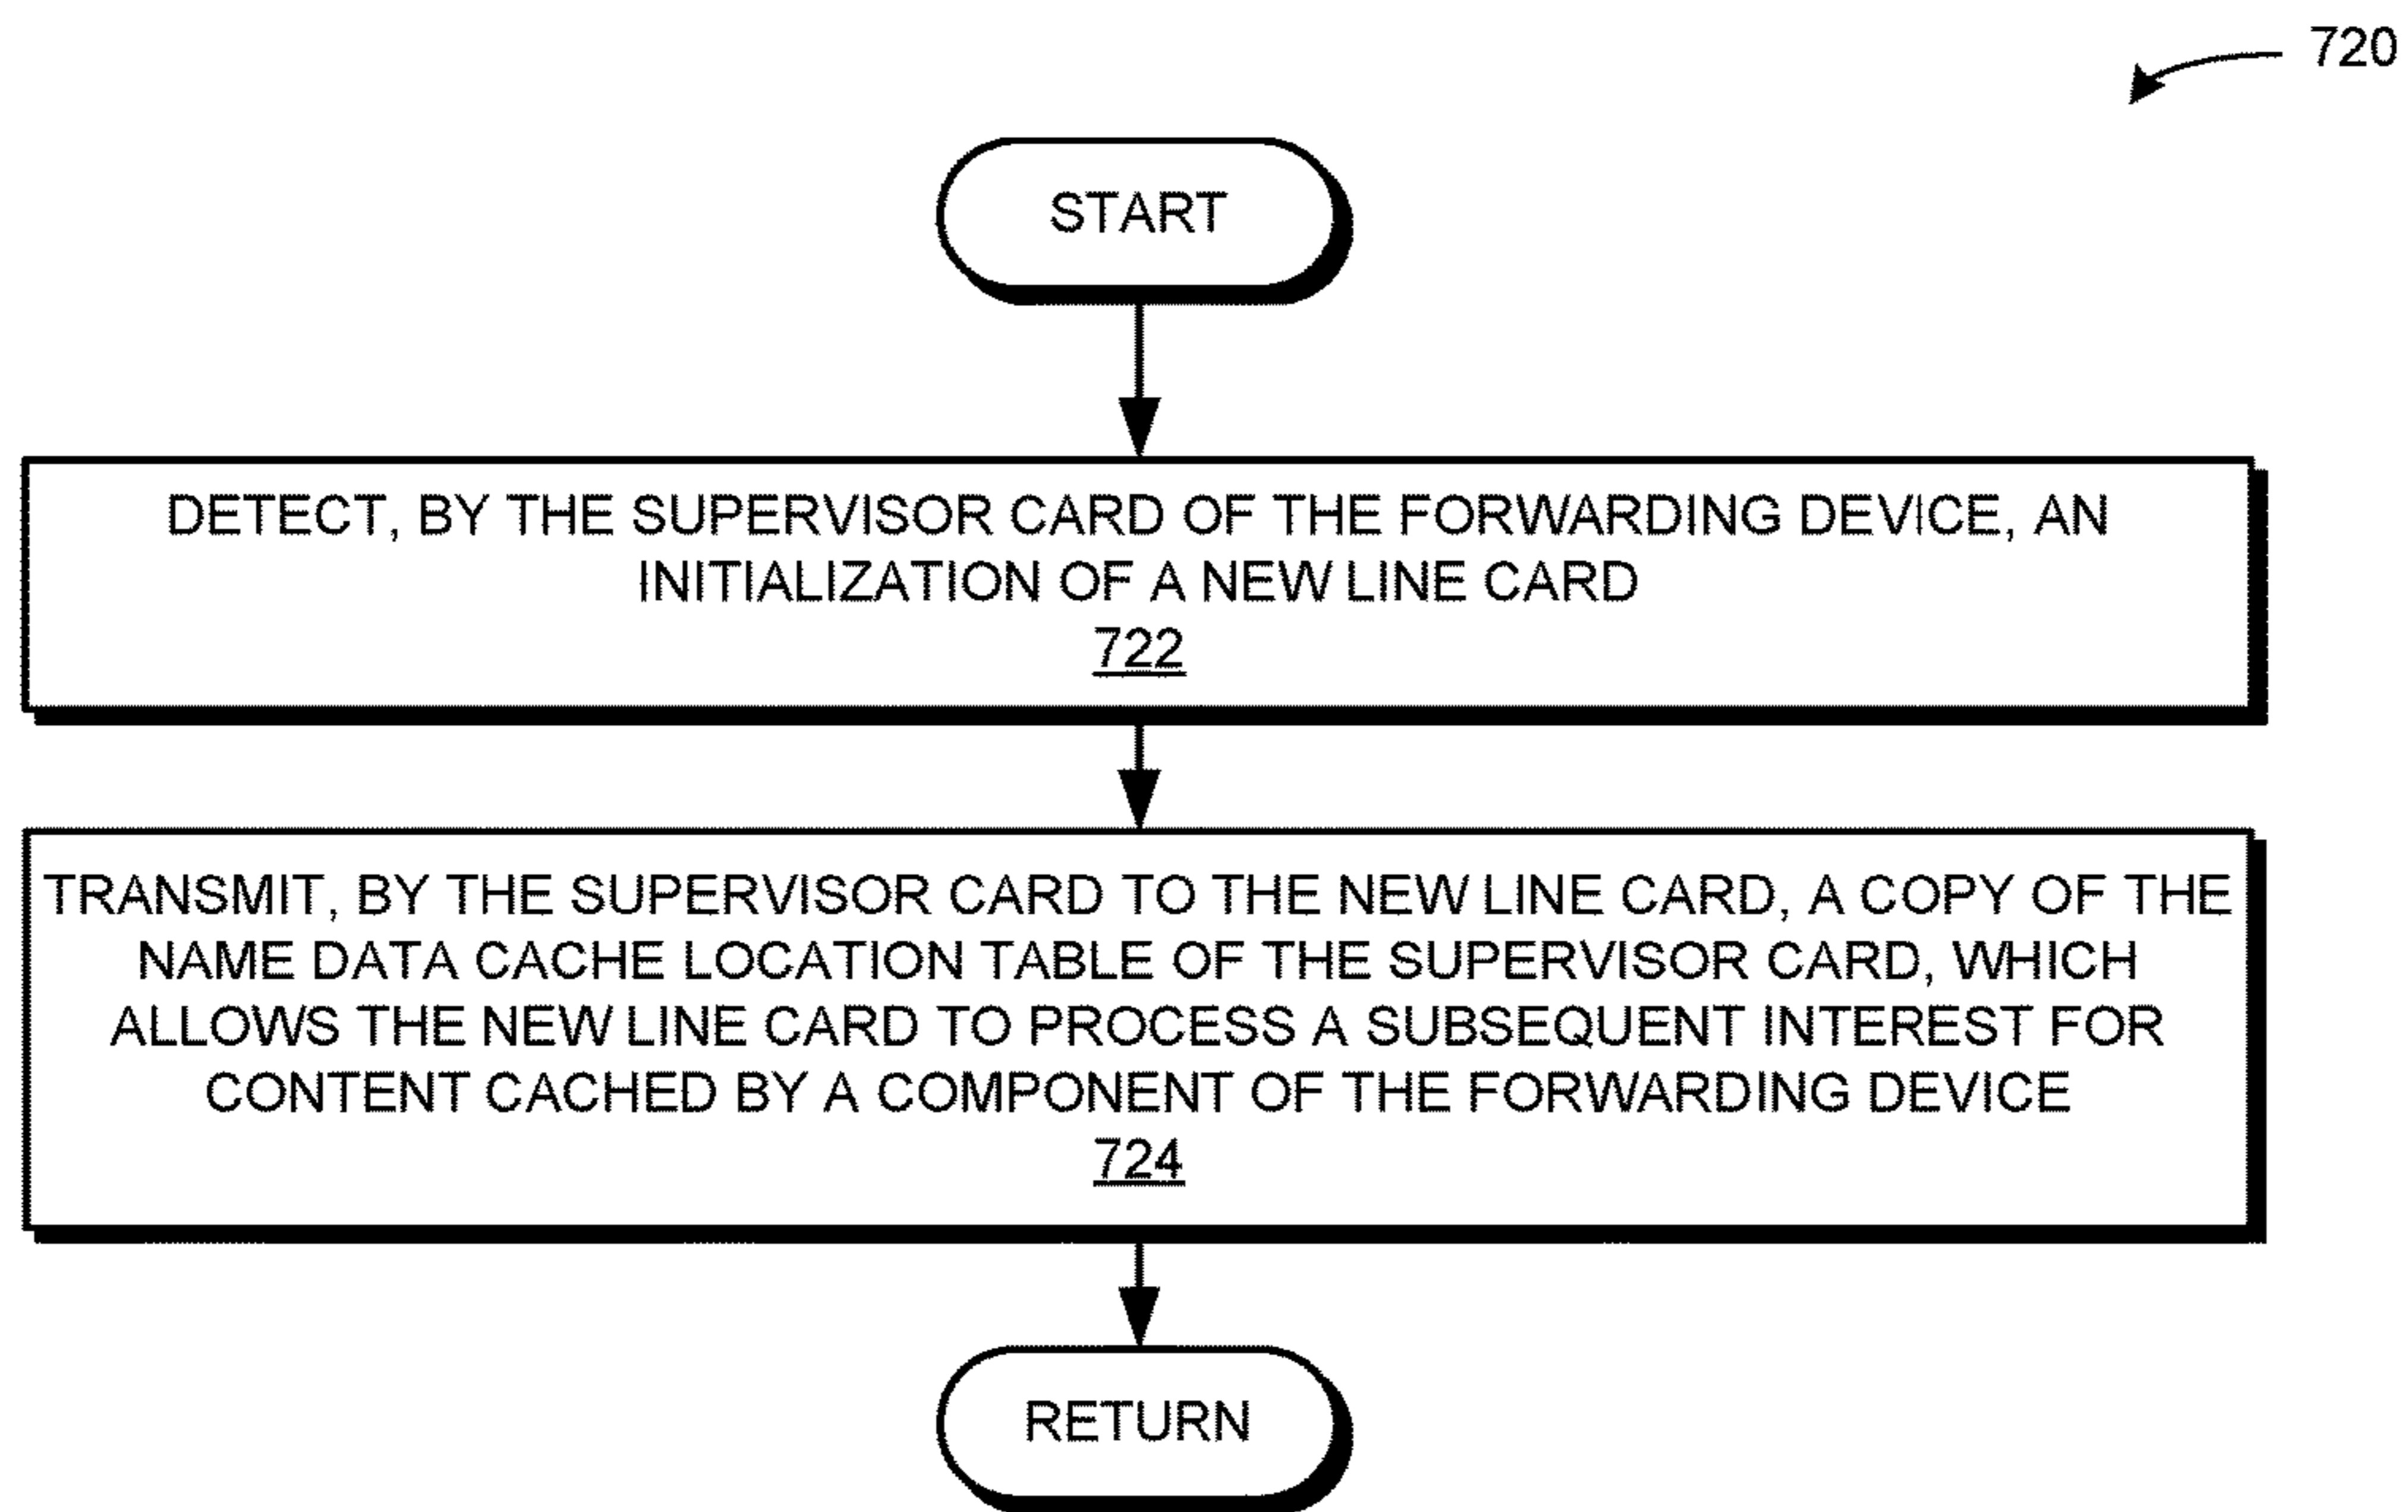 720
START
DETECT, BY THE SUPERVISOR CARD OF THE FORWARDING DEVICE, AN
INITIALIZATION OF A NEW LINE CARD
722
TRANSMIT, BY THE SUPERVISOR CARD TO THE NEW LINE CARD, A COPY OF THE
NAME DATA CACHE LOCATION TABLE OF THE SUPERVISOR CARD, WHICH
ALLOWS THE NEW LINE CARD TO PROCESS A SUBSEQUENT INTEREST FOR
CONTENT CACHED BY A COMPONENT OF THE FORWARDING DEVICE
724
RETURN